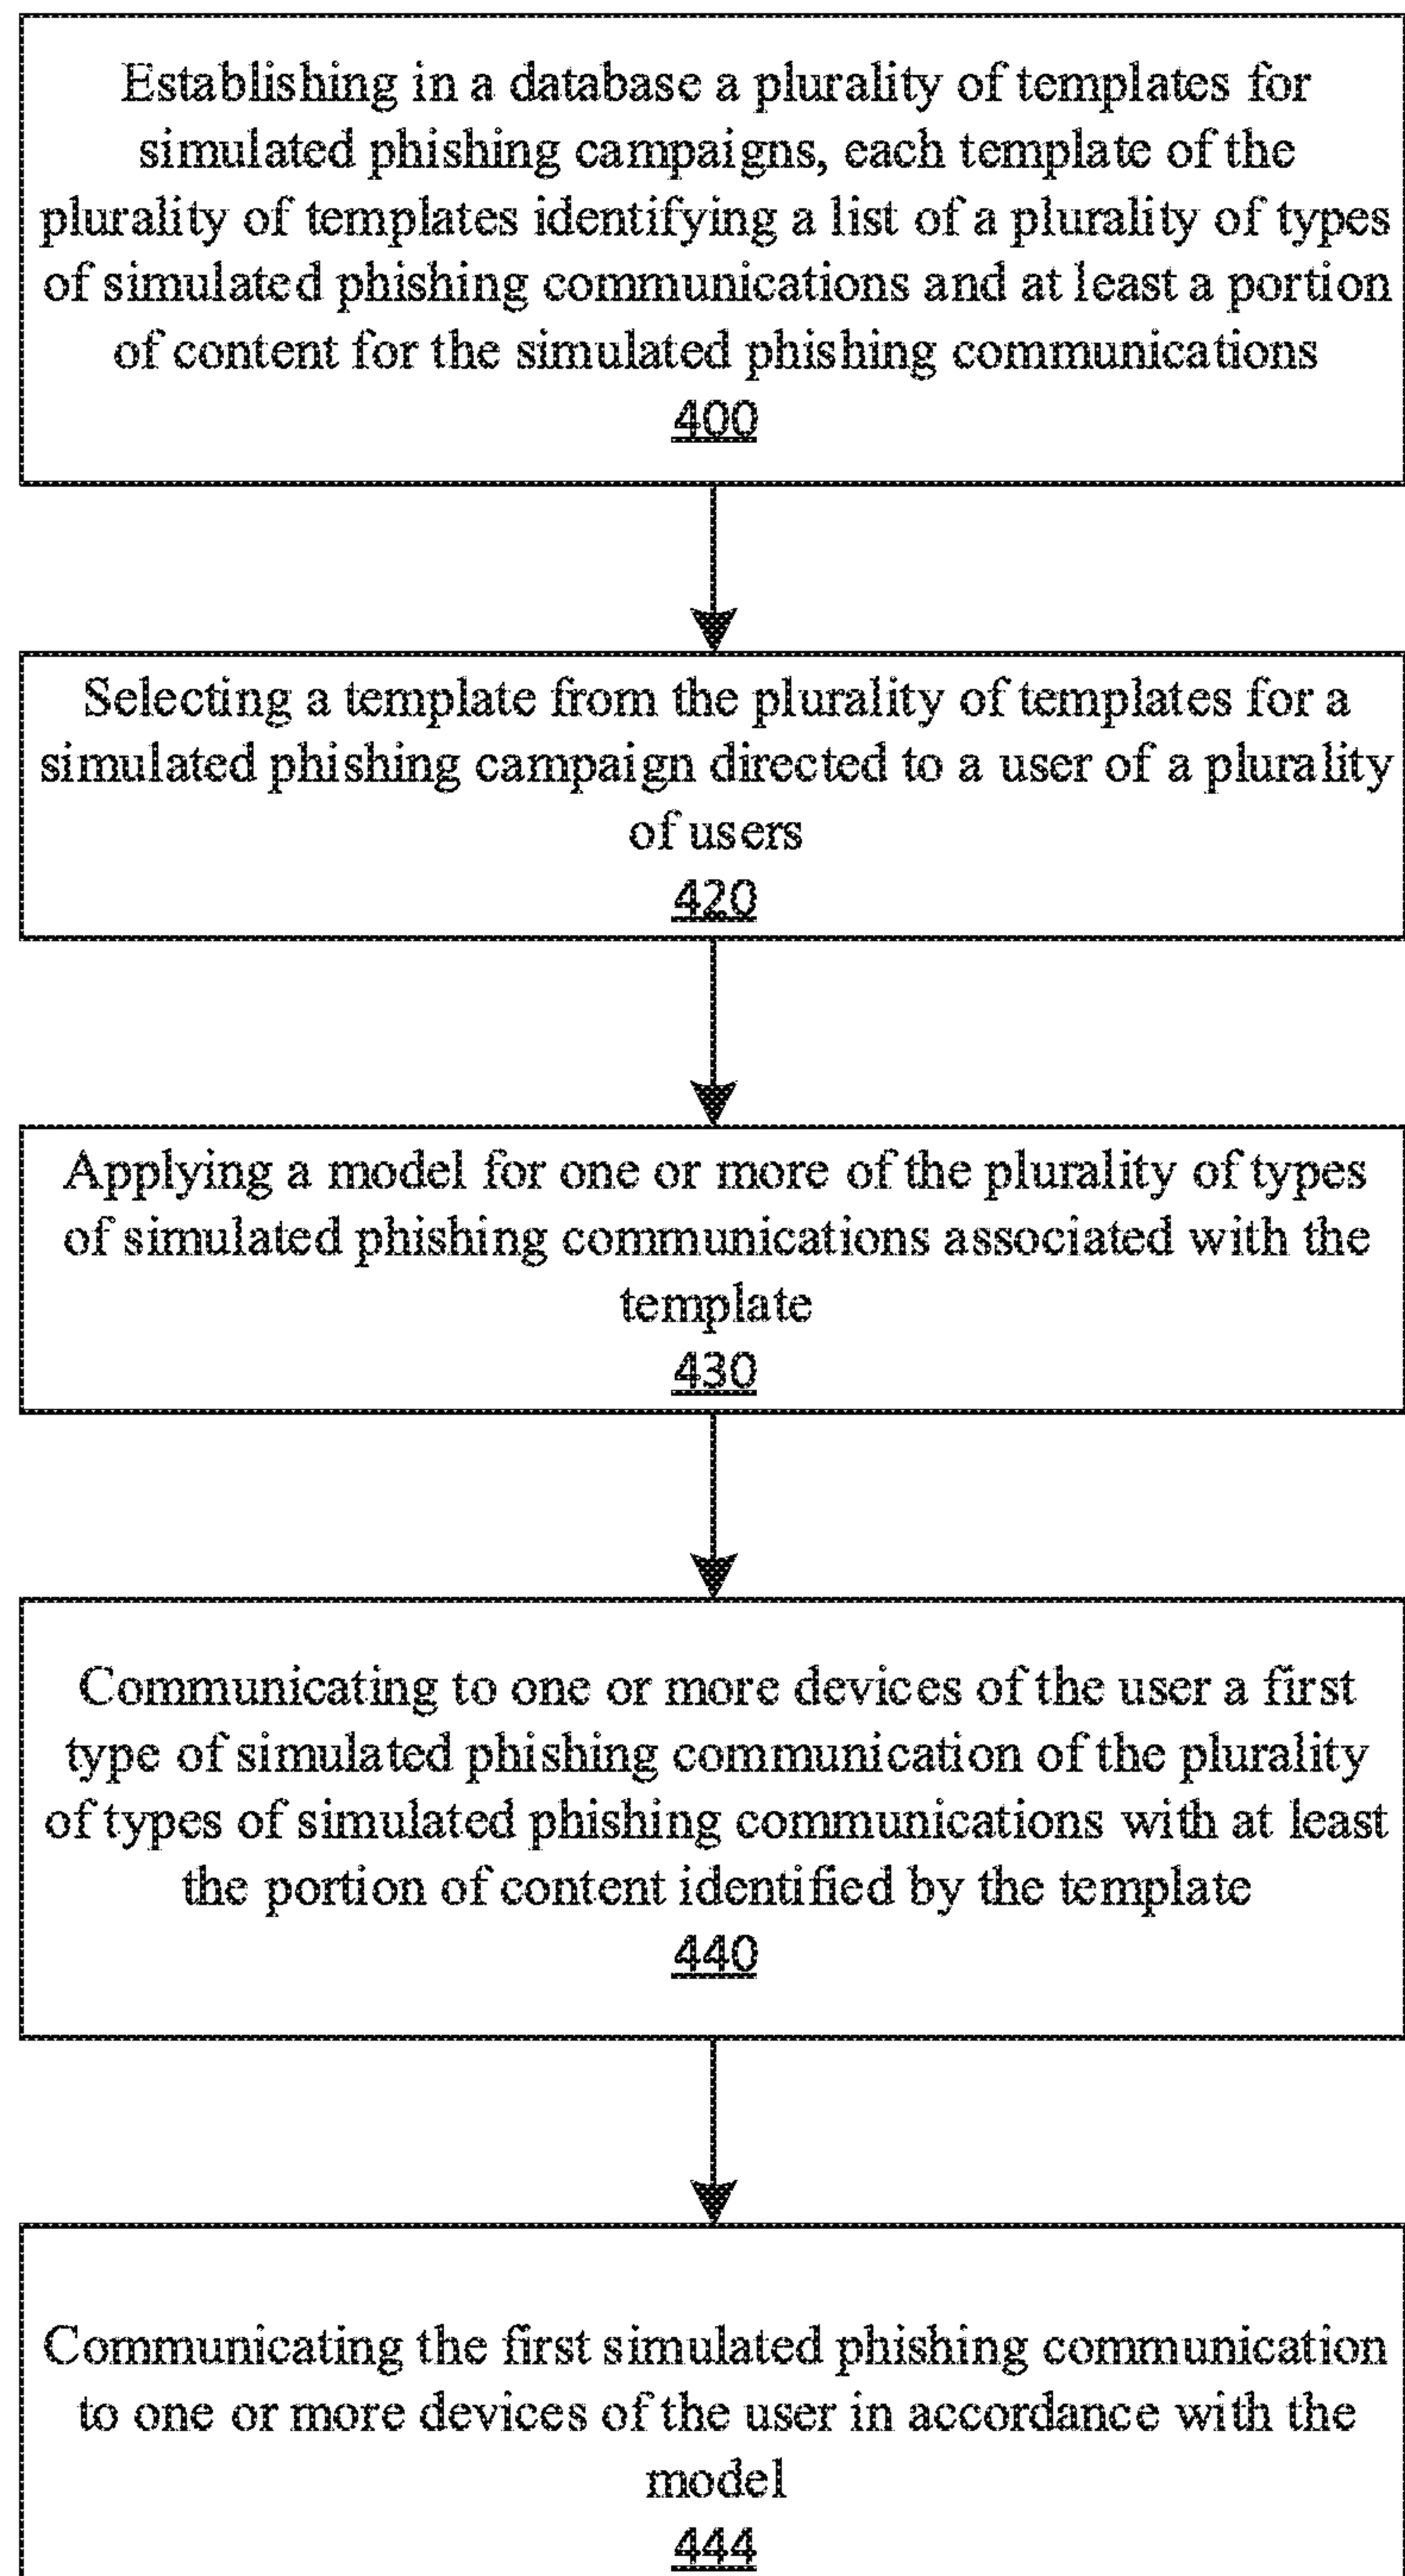 Establishing in a database a plurality of templates for
simulated phishing campaigns, each template of the
plurality of templates identifying a list of a plurality of types
of simulated phishing communications and at least a portion
of content for the simulated phishing communications
400
Selecting a template from the plurality of templates for a
simulated phishing campaign directed to a user of a plurality
of users
420
Applying a model for one or more of the plurality of types
of simulated phishing communications associated with the
template
430
Communicating to one or more devices of the user a first
type of simulated phishing communication of the plurality
of types of simulated phishing communications with at least
the portion of content identified by the template
440
Communicating the first simulated phishing communication
to one or more devices of the user in accordance with the
model
444